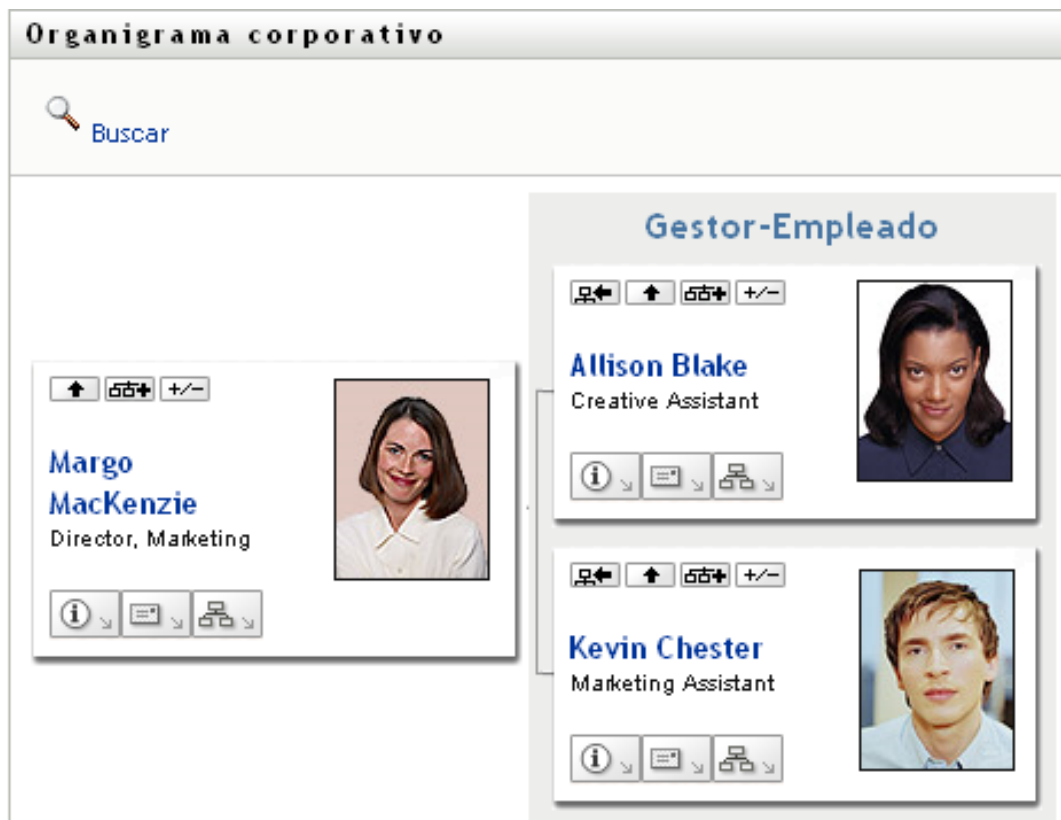 Organigrama corporativo
Buscar
Gestor-Empleado
+/-
Allison Blake
Creative Assistant
+/-
Margo
MacKenzie
Director, Marketing
+/-
Kevin Chester
Marketing Assistant